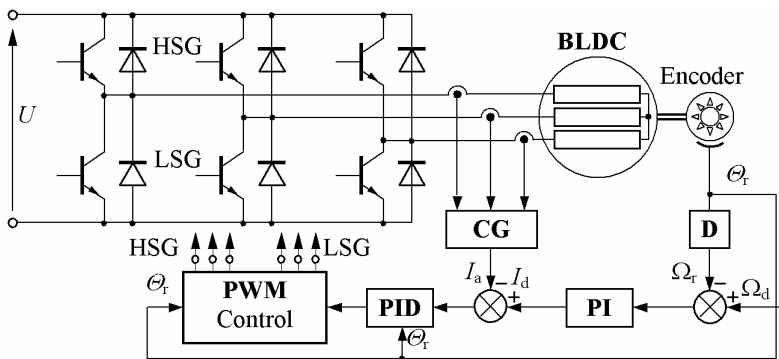 HSG
BLDC
Encoder
U
LSG
Θr
CG
D
HSG
LSG
Ia
Id
Ωr
Ωd
Θr
PWM
Control
PID
PI
Θr
−
+
−
+